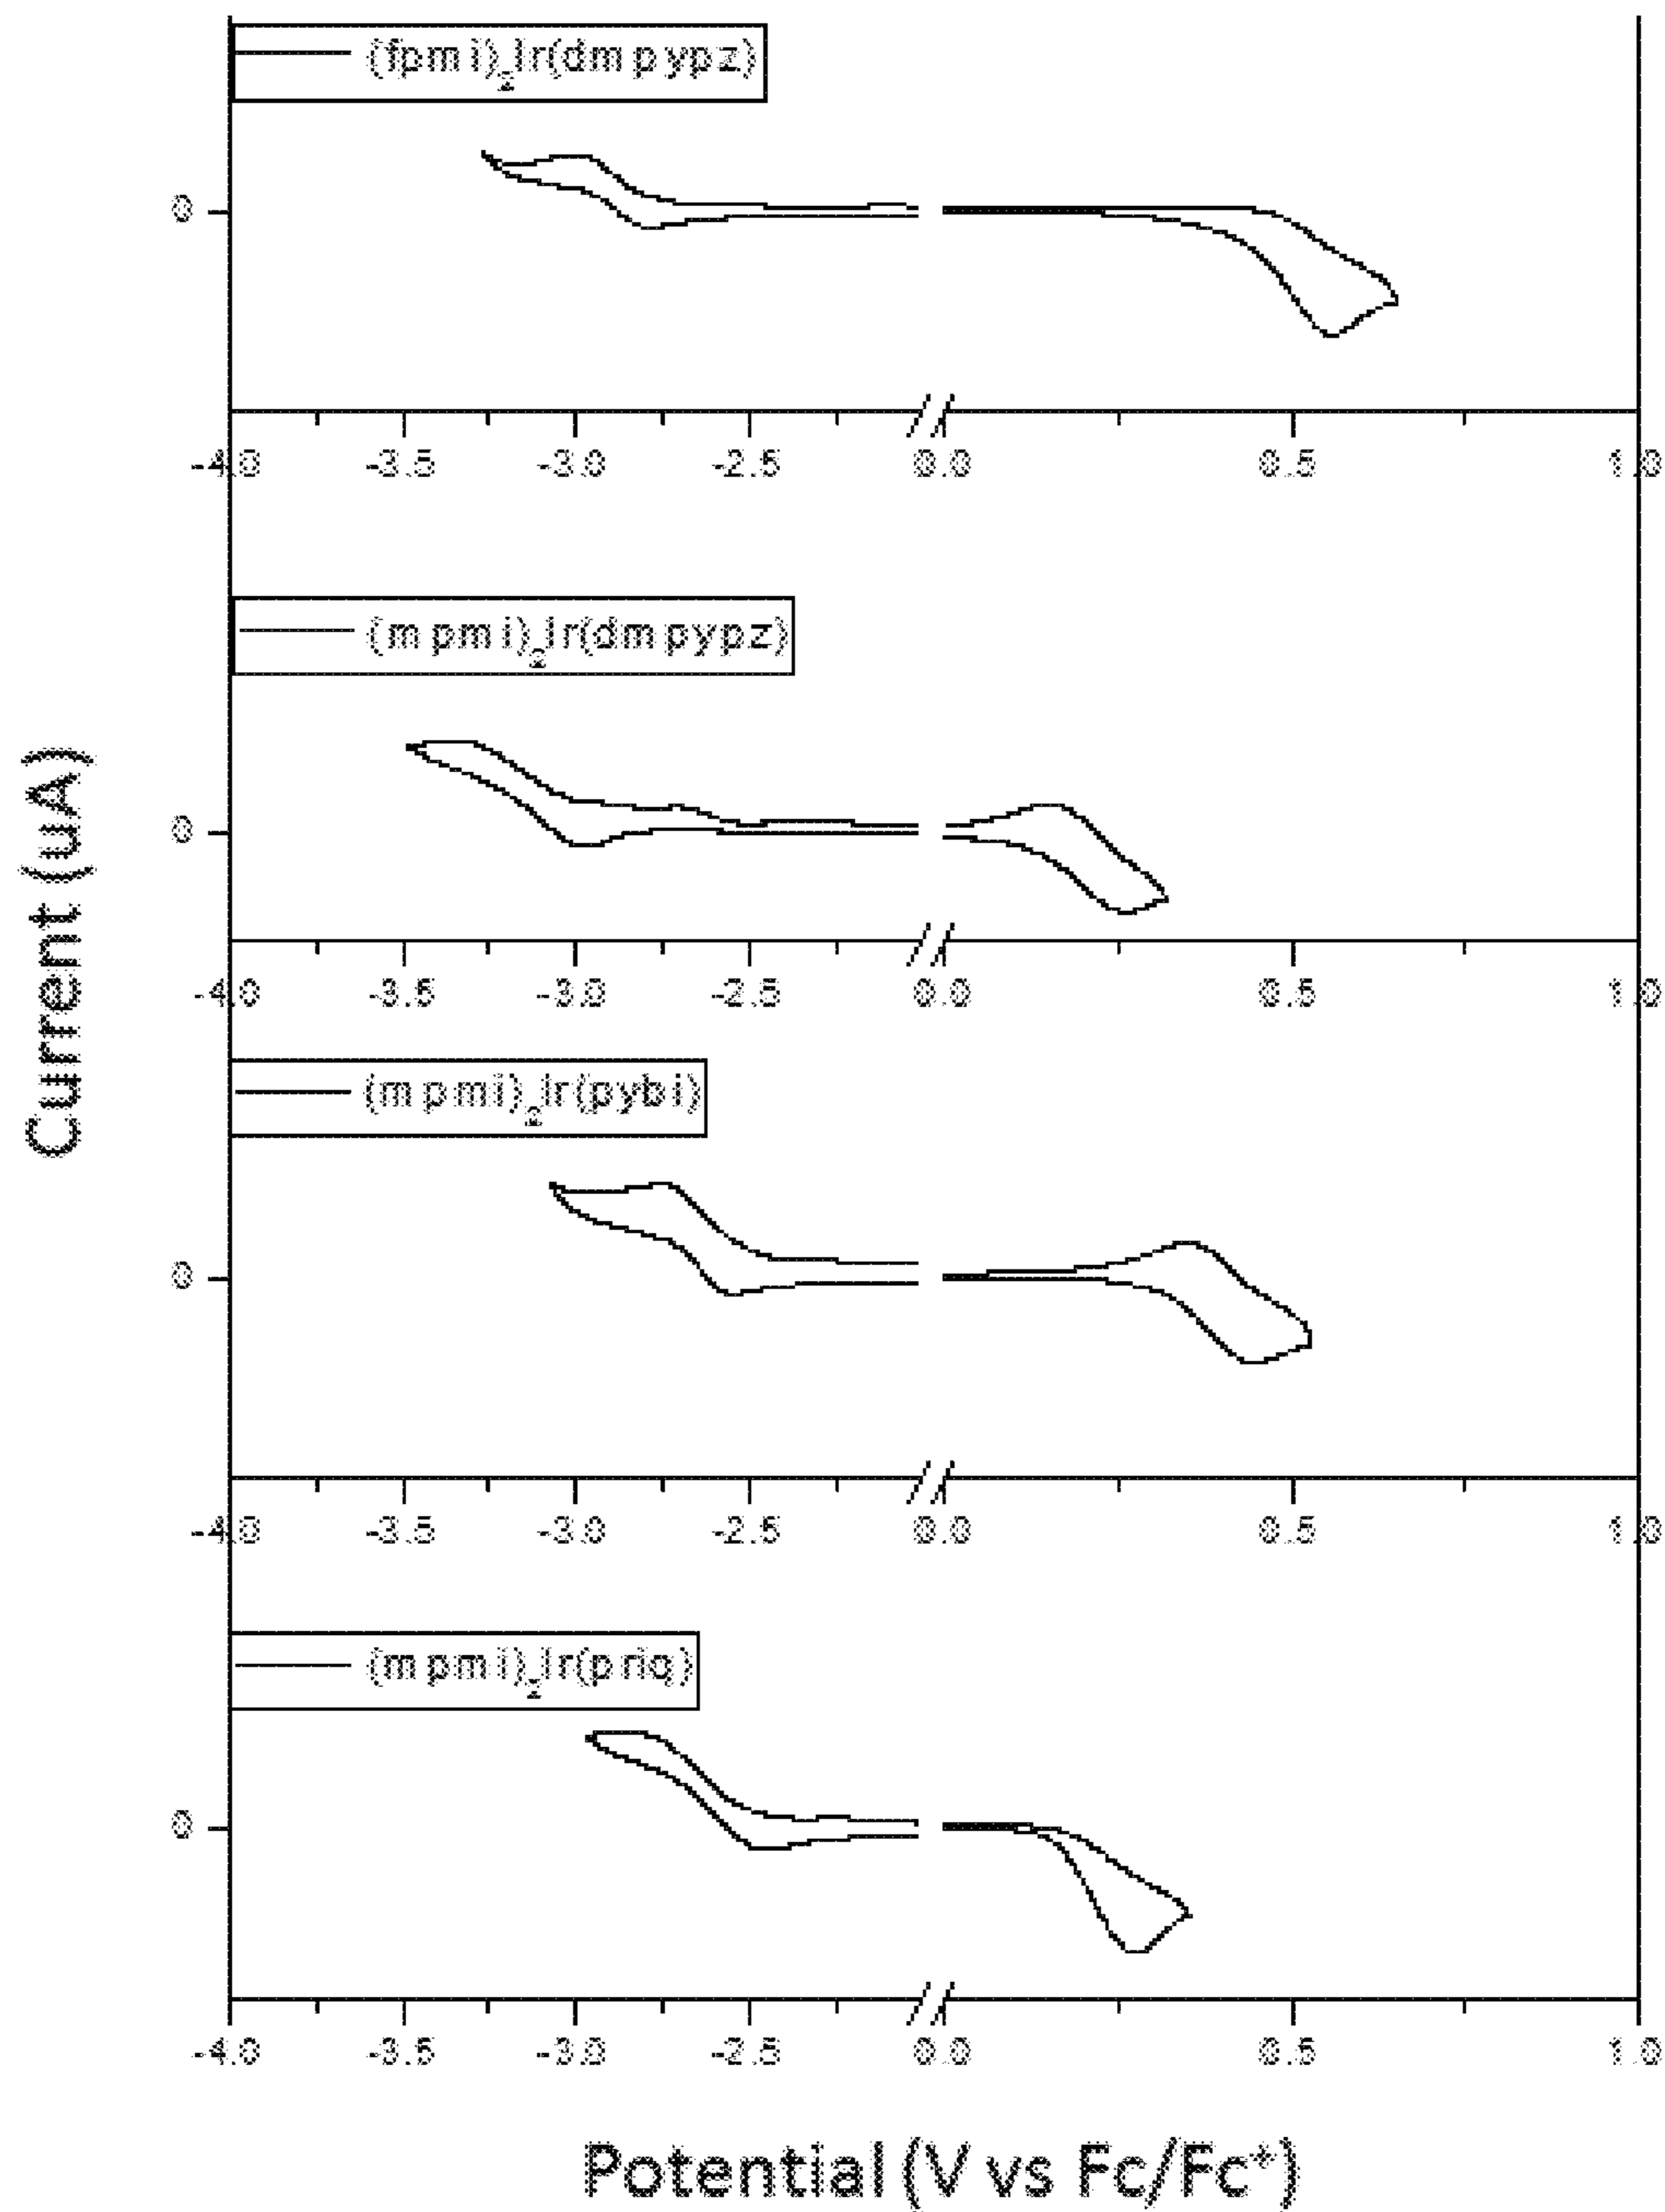 (fpmi)₂Ir(dmpypz)
0
-4.0 -3.5 -3.0 -2.5 0.0 0.5 1.0
(mpmi)₂Ir(dmpypz)
0
-4.0 -3.5 -3.0 -2.5 0.0 0.5 1.0
Current (uA)
(mpmi)₂Ir(pybi)
0
-4.0 -3.5 -3.0 -2.5 0.0 0.5 1.0
(mpmi)₂Ir(priq)
0
-4.0 -3.5 -3.0 -2.5 0.0 0.5 1.0
Potential (V vs Fc/Fc⁺)